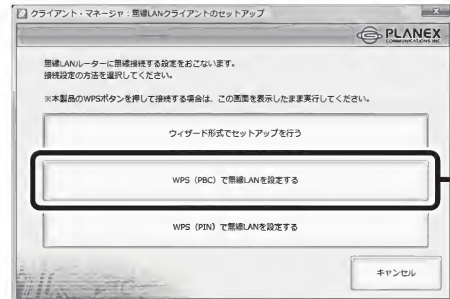 クライアント・マネージャ：無線LANクライアントのセットアップ
PLANEX
COMMUNICATIONS INC.
無線LANルーターに無線接続する設定をおこないます。
接続設定の方法を選択してください。
※本製品のWPSボタンを押して接続する場合は、この画面を表示したまま実行してください。
ウィザード形式でセットアップを行う
WPS（PBC）で無線LANを設定する
WPS（PIN）で無線LANを設定する
キャンセル